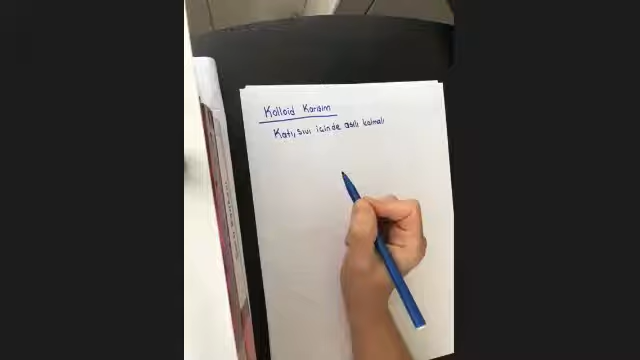 Kolloid Karışım
Katı, sıvı içinde asılı kalmalı